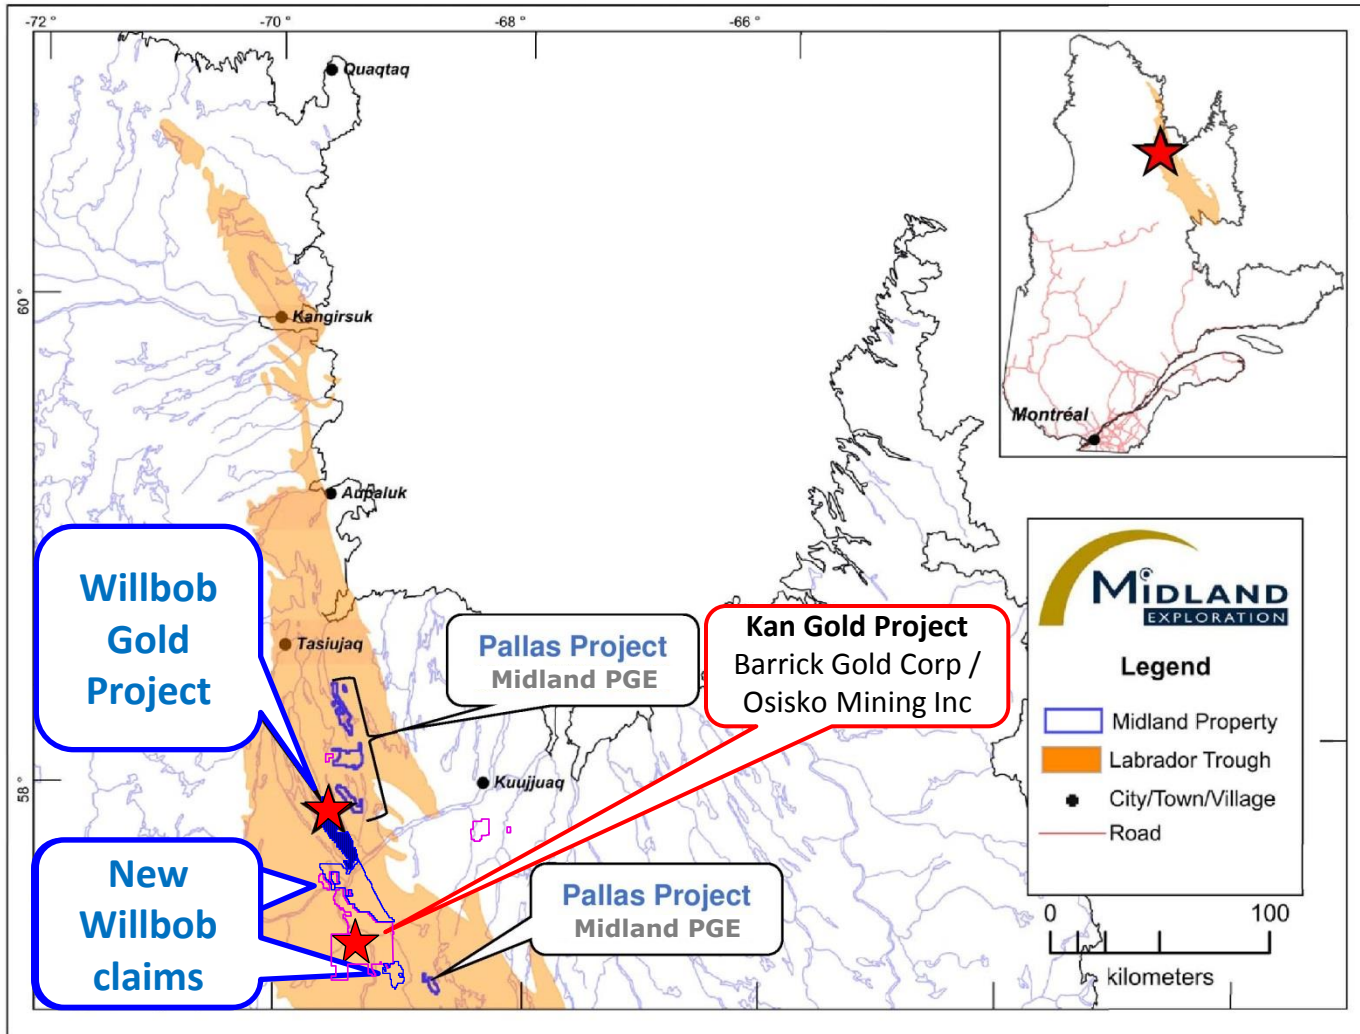 -72 °
-70 °
-68 °
-66 °
Quaqtaq
60 °
Kangirsuk
Montréal
Aupaluk
Willbob
Gold
Project
Tasiujaq
Pallas Project
Midland PGE
Kan Gold Project
Barrick Gold Corp /
Osisko Mining Inc
MIDLAND
EXPLORATION
Legend
Midland Property
Labrador Trough
City/Town/Village
Road
58 °
Kuujjuaq
New
Willbob
claims
Pallas Project
Midland PGE
0 100
kilometers